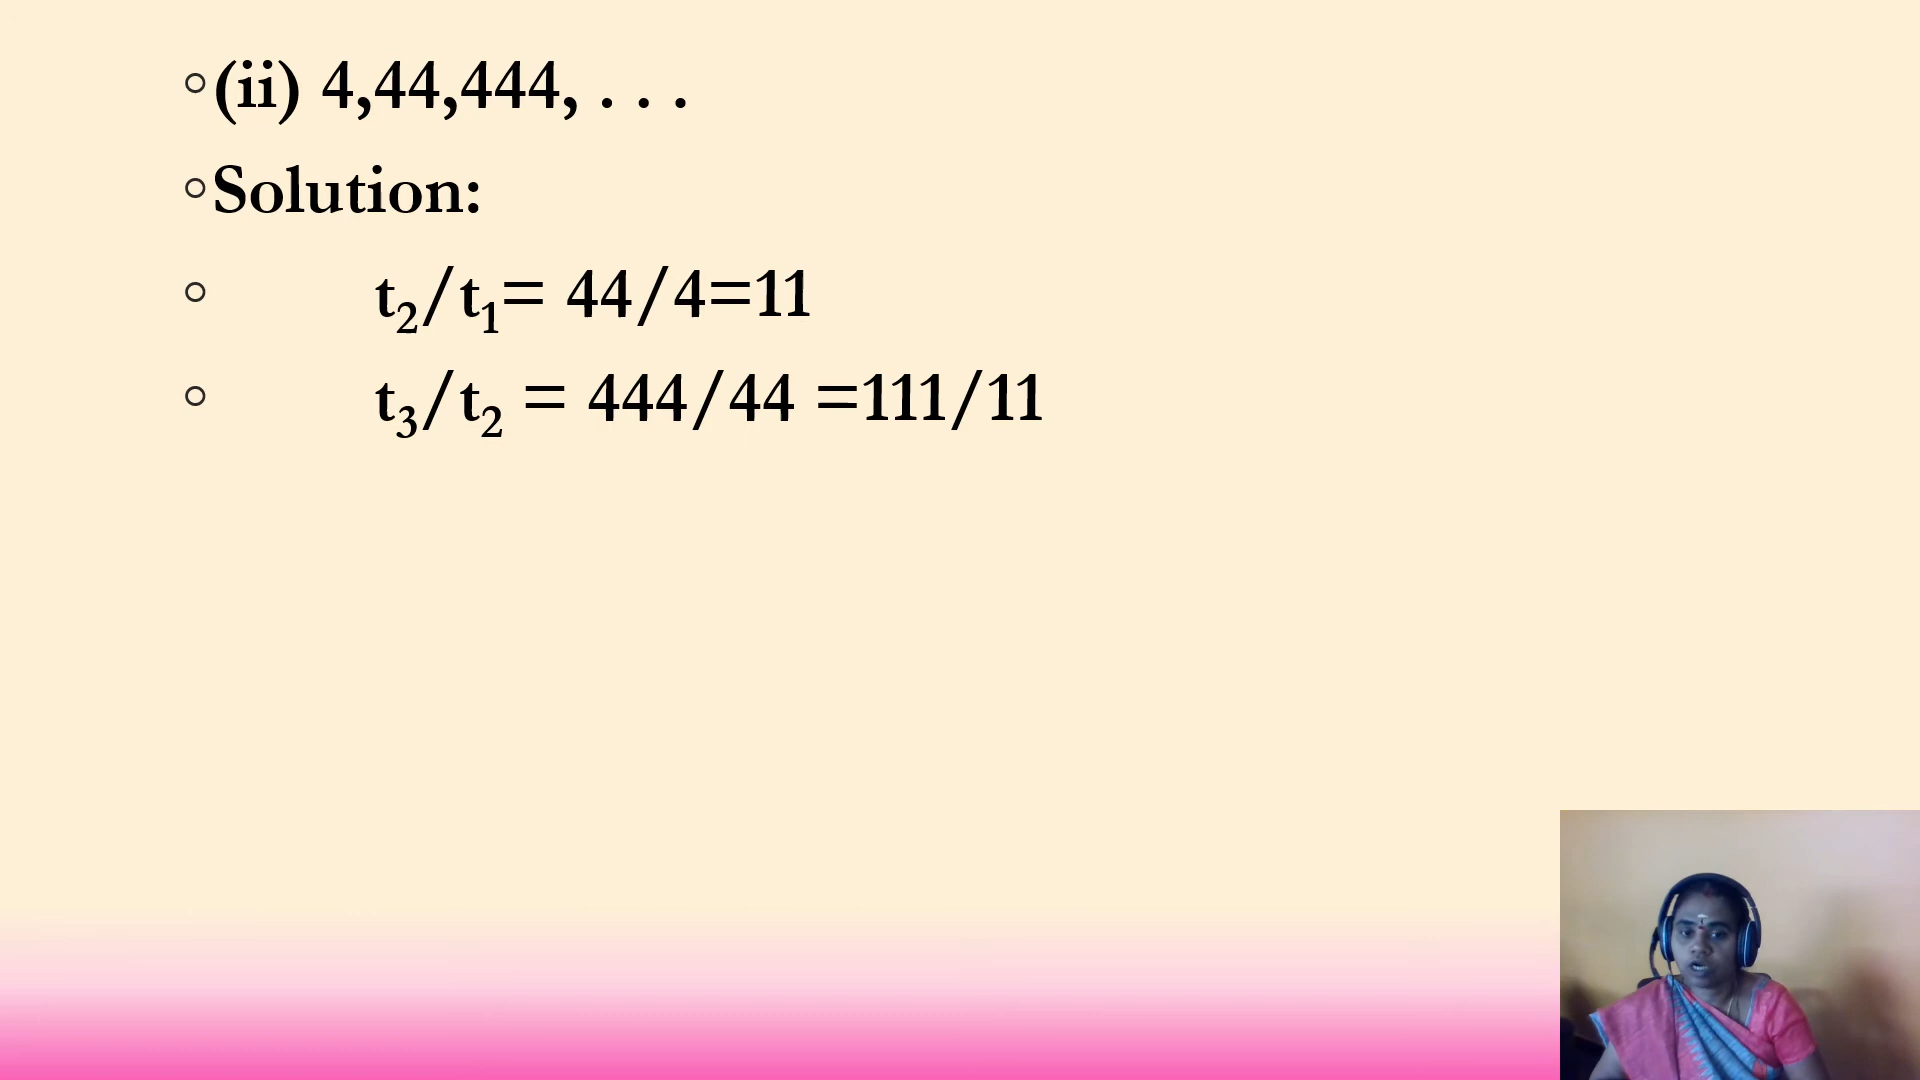 (ii) 4,44,444, . . .
Solution:
t₂/t₁= 44/4=11
t₃/t₂ = 444/44 =111/11